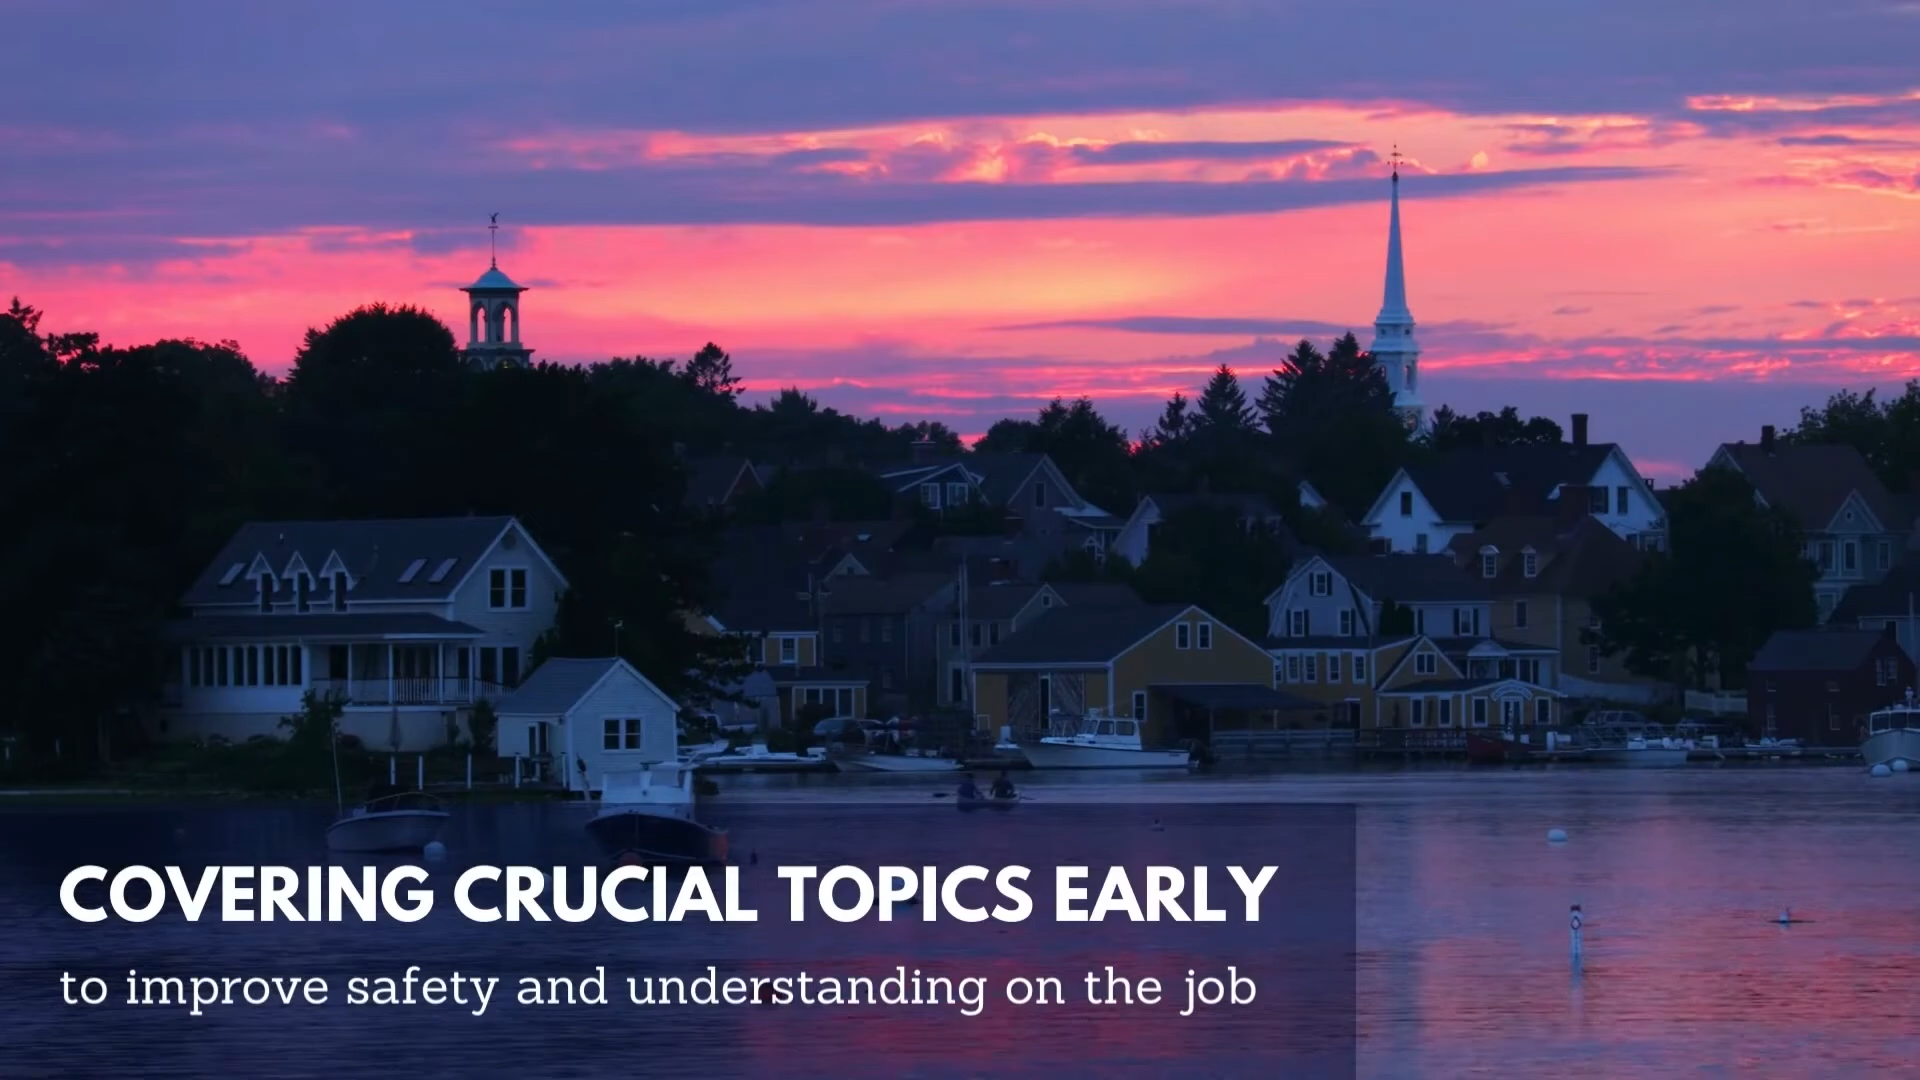 COVERING CRUCIAL TOPICS EARLY
to improve safety and understanding on the job